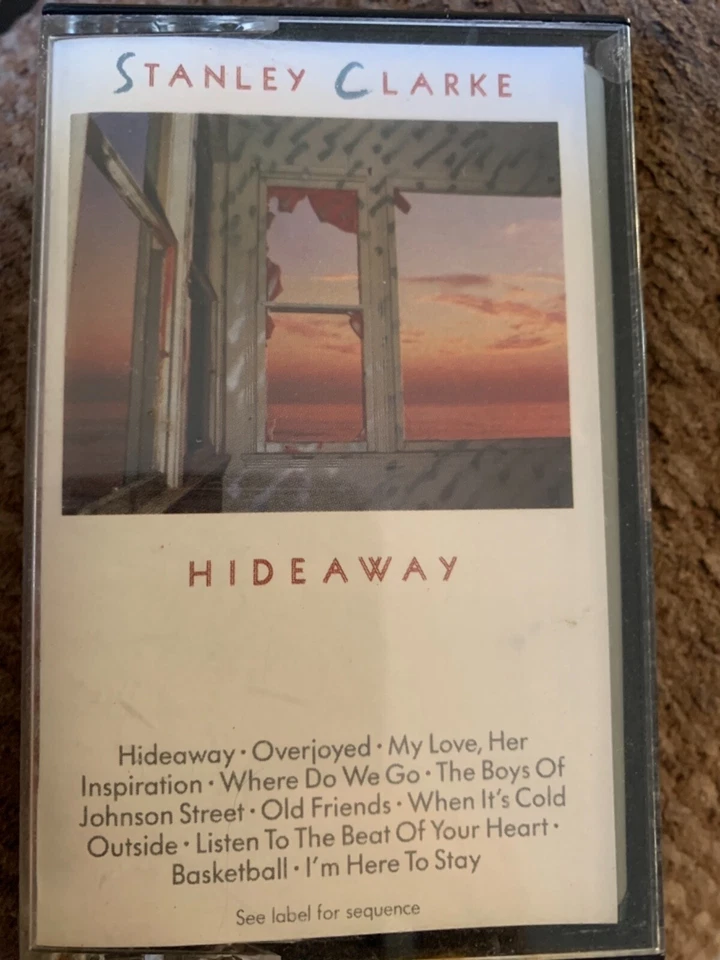 STANLEY CLARKE
HIDEAWAY
Hideaway · Overjoyed · My Love, Her
Inspiration · Where Do We Go · The Boys Of
Johnson Street · Old Friends · When It's Cold
Outside · Listen To The Beat Of Your Heart ·
Basketball · I'm Here To Stay
See label for sequence